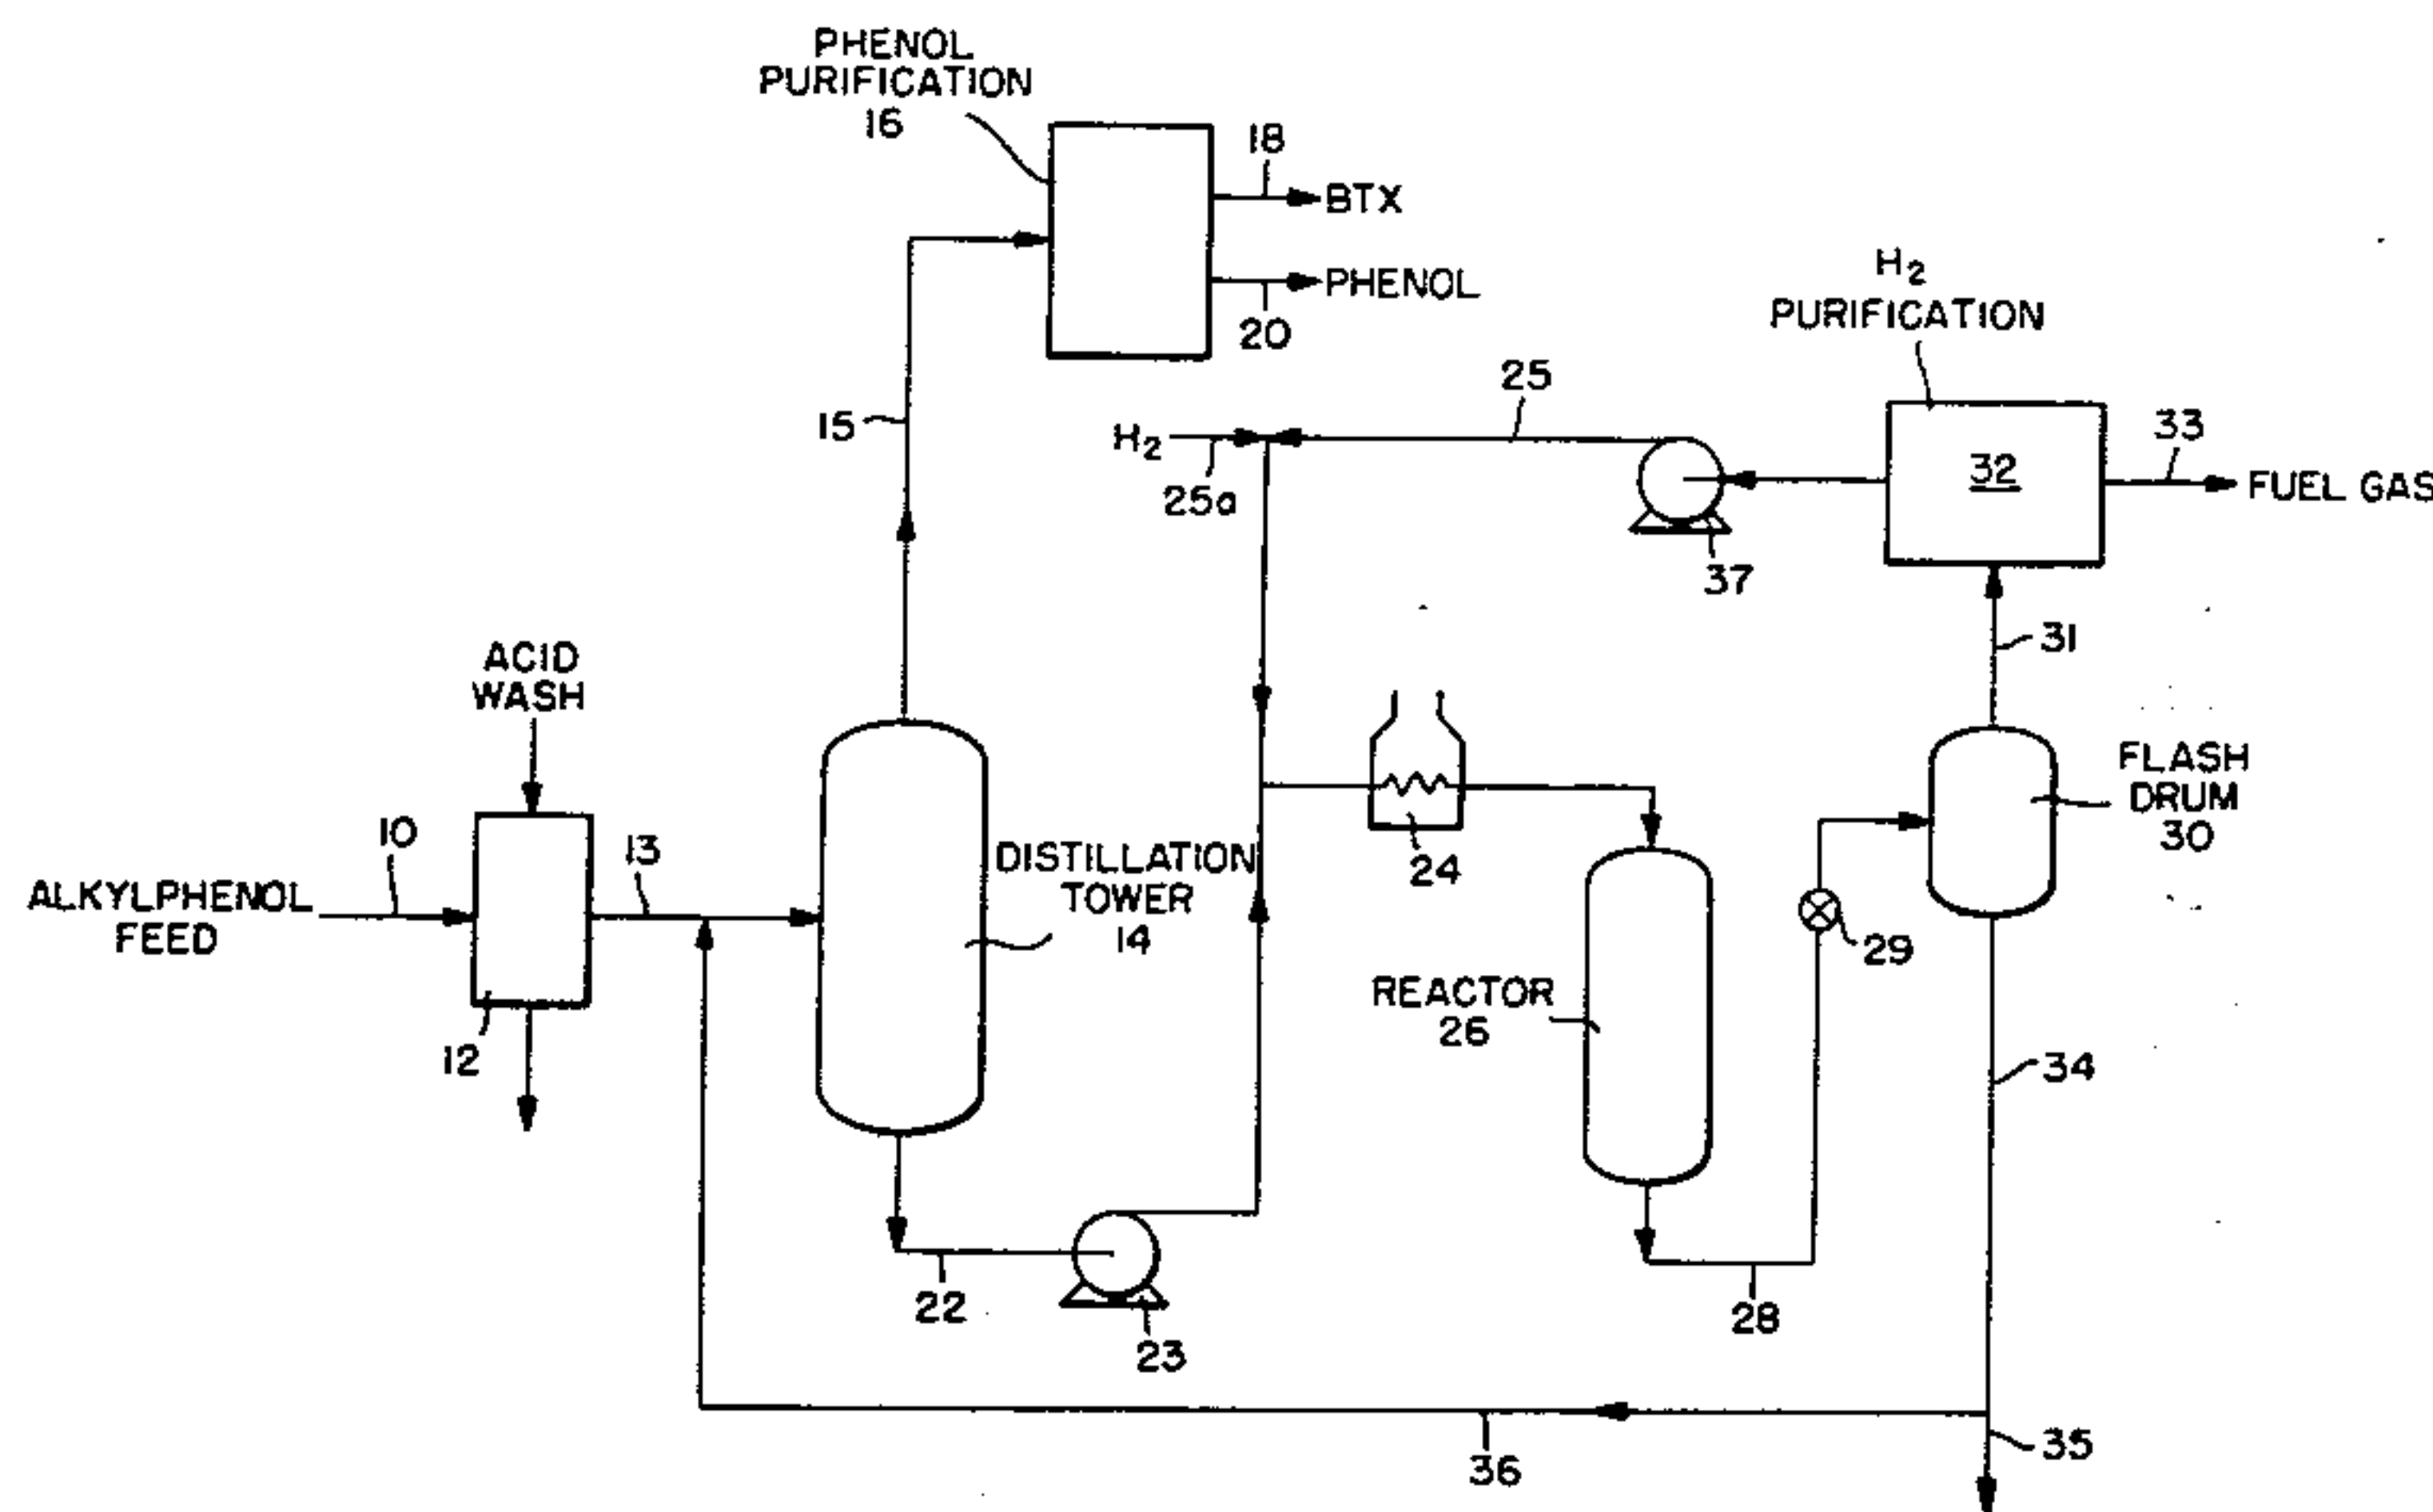 PHENOL
PURIFICATION
16
18
BTX
PHENOL
20
H2
PURIFICATION
15
H2
25a
25
37
32
33
FUEL GAS
31
ACID
WASH
10
ALKYLPHENOL
FEED
12
13
DISTILLATION
TOWER
14
24
FLASH
DRUM
30
REACTOR
26
29
34
22
23
28
36
35